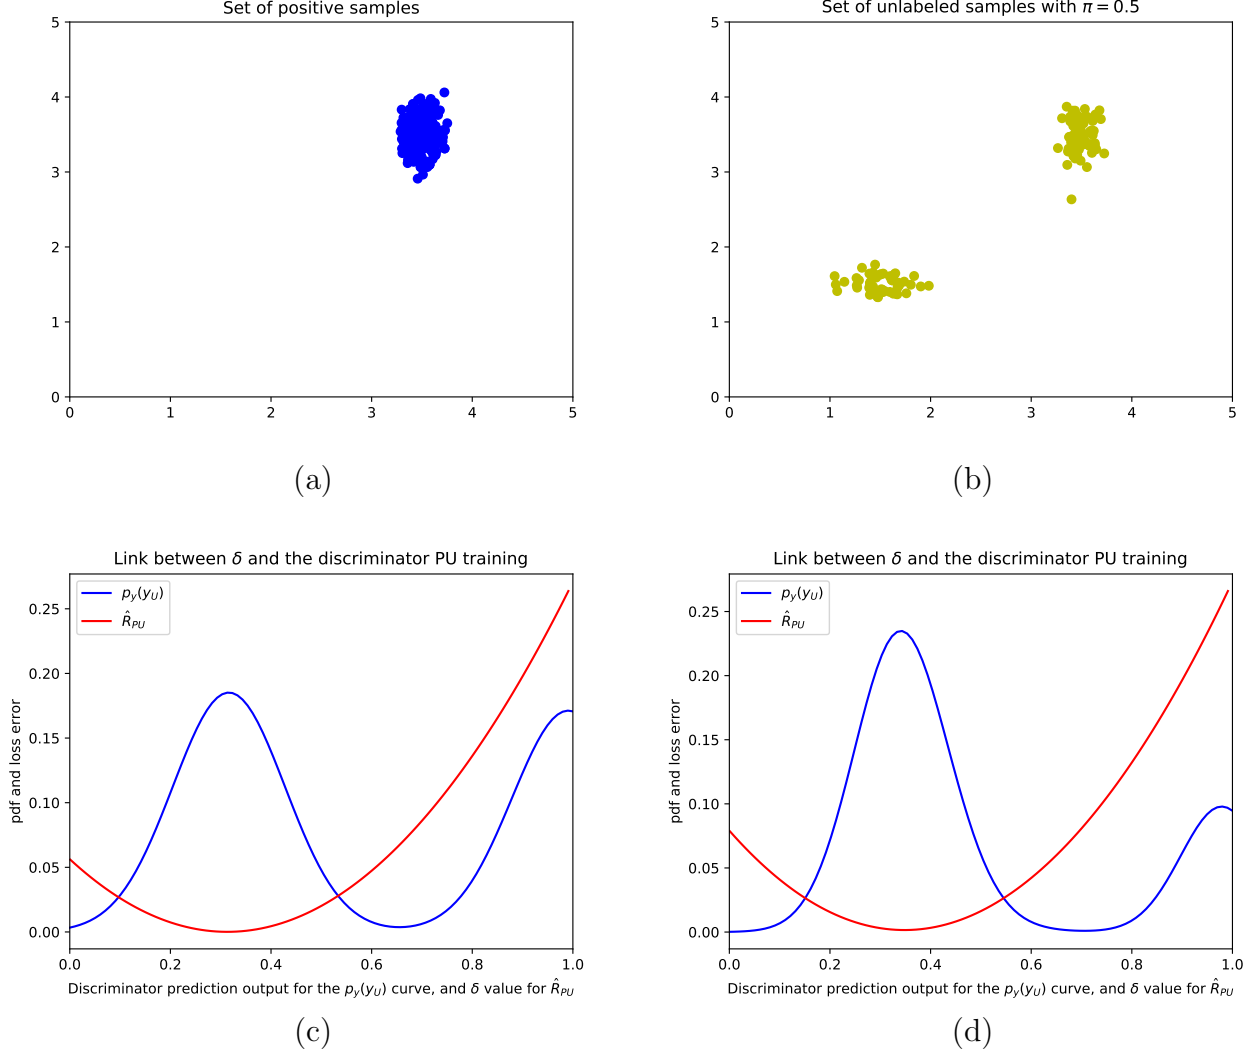 Set of positive samples
5
4
3
2
1
0
0 1 2 3 4 5
(a)
Set of unlabeled samples with π = 0.5
5
4
3
2
1
0
0 1 2 3 4 5
(b)
Link between δ and the discriminator PU training
p_y(y_U)
R̂_PU
pdf and loss error
0.25
0.20
0.15
0.10
0.05
0.00
0.0 0.2 0.4 0.6 0.8 1.0
Discriminator prediction output for the p_y(y_U) curve, and δ value for R̂_PU
(c)
Link between δ and the discriminator PU training
p_y(y_U)
R̂_PU
pdf and loss error
0.25
0.20
0.15
0.10
0.05
0.00
0.0 0.2 0.4 0.6 0.8 1.0
Discriminator prediction output for the p_y(y_U) curve, and δ value for R̂_PU
(d)